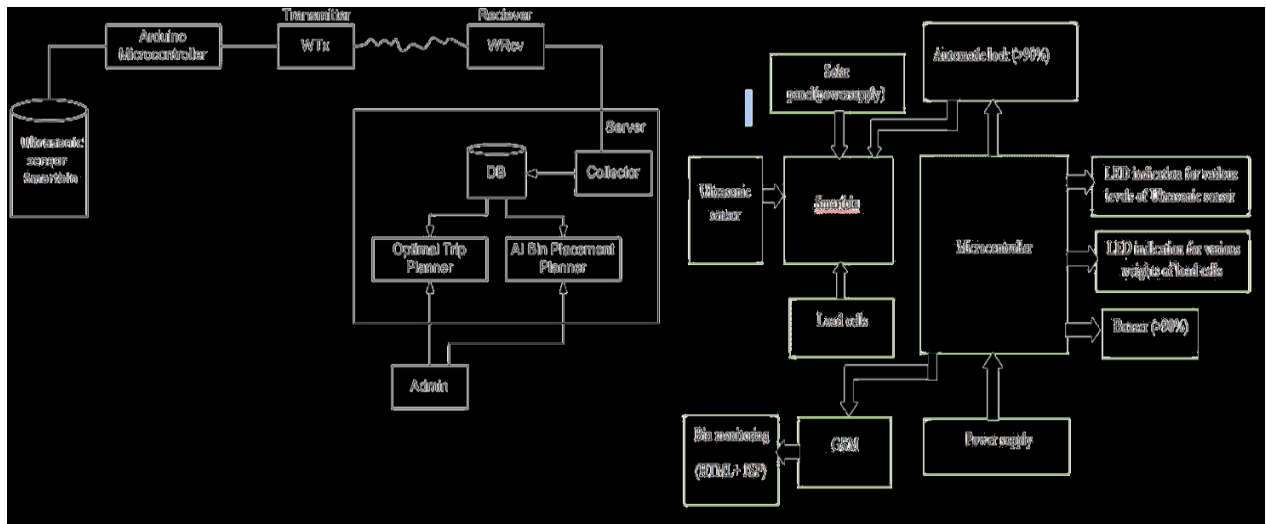 Transmitter
Reciever
Arduino
Microcontroller
WTx
WRev
Ultrasonic
sensor
Smartbin
Server
DB
Collector
Optimal Trip
Planner
AI Bin Placement
Planner
Admin
Solar
panel(powersupply)
Automatic lock (>90%)
Ultrasonic
sensor
Smartbin
Microcontroller
LED indication for various
levels of Ultrasonic sensor
LED indication for various
weights of load cells
Load cells
Buzzer (>80%)
Bin monitoring
(HTML+
GSM
Power supply